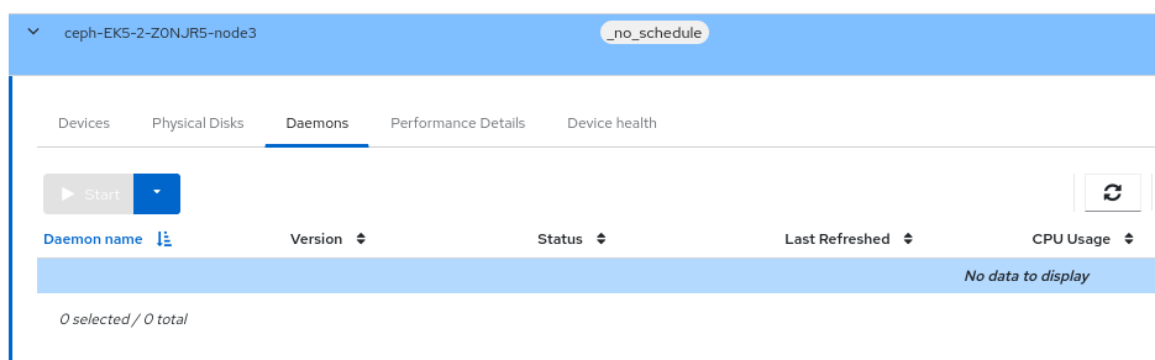 ceph-EK5-2-Z0NJR5-node3 _no_schedule
Devices Physical Disks Daemons Performance Details Device health
Start
Daemon name Version Status Last Refreshed CPU Usage
No data to display
0 selected / 0 total